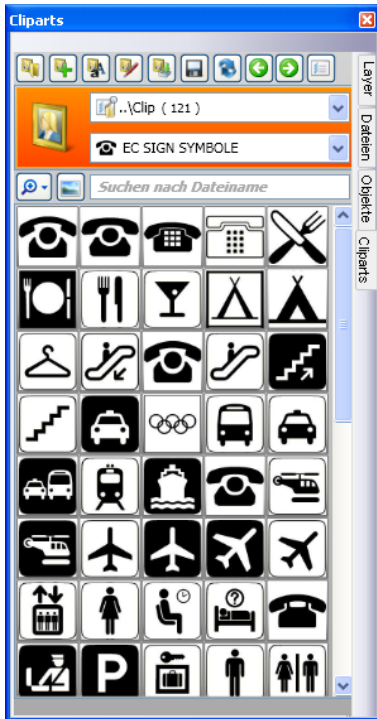 Cliparts
..\Clip ( 121 )
EC SIGN SYMBOLE
Suchen nach Dateiname
Layer
Dateien
Objekte
Cliparts
?
P